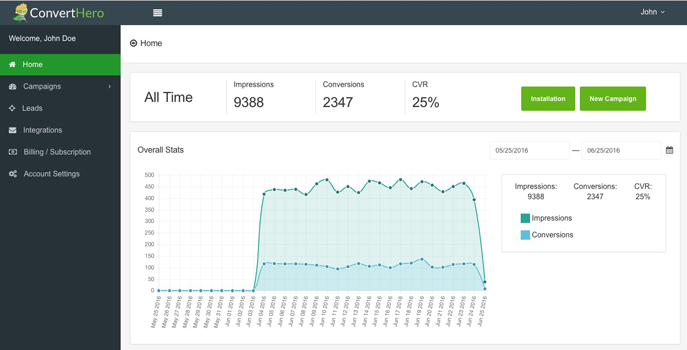 ConvertHero
John
Welcome, John Doe
Home
Campaigns
Leads
Integrations
Billing / Subscription
Account Settings
Home
All Time
Impressions
9388
Conversions
2347
CVR
25%
Installation
New Campaign
Overall Stats
05/25/2016 — 06/25/2016
500
450
400
350
300
250
200
150
100
50
0
May 25 2016
May 26 2016
May 27 2016
May 28 2016
May 29 2016
May 30 2016
May 31 2016
Jun 01 2016
Jun 02 2016
Jun 03 2016
Jun 04 2016
Jun 05 2016
Jun 06 2016
Jun 07 2016
Jun 08 2016
Jun 09 2016
Jun 10 2016
Jun 11 2016
Jun 12 2016
Jun 13 2016
Jun 14 2016
Jun 15 2016
Jun 16 2016
Jun 17 2016
Jun 18 2016
Jun 19 2016
Jun 20 2016
Jun 21 2016
Jun 22 2016
Jun 23 2016
Jun 24 2016
Jun 25 2016
Impressions: Conversions: CVR:
9388 2347 25%
Impressions
Conversions